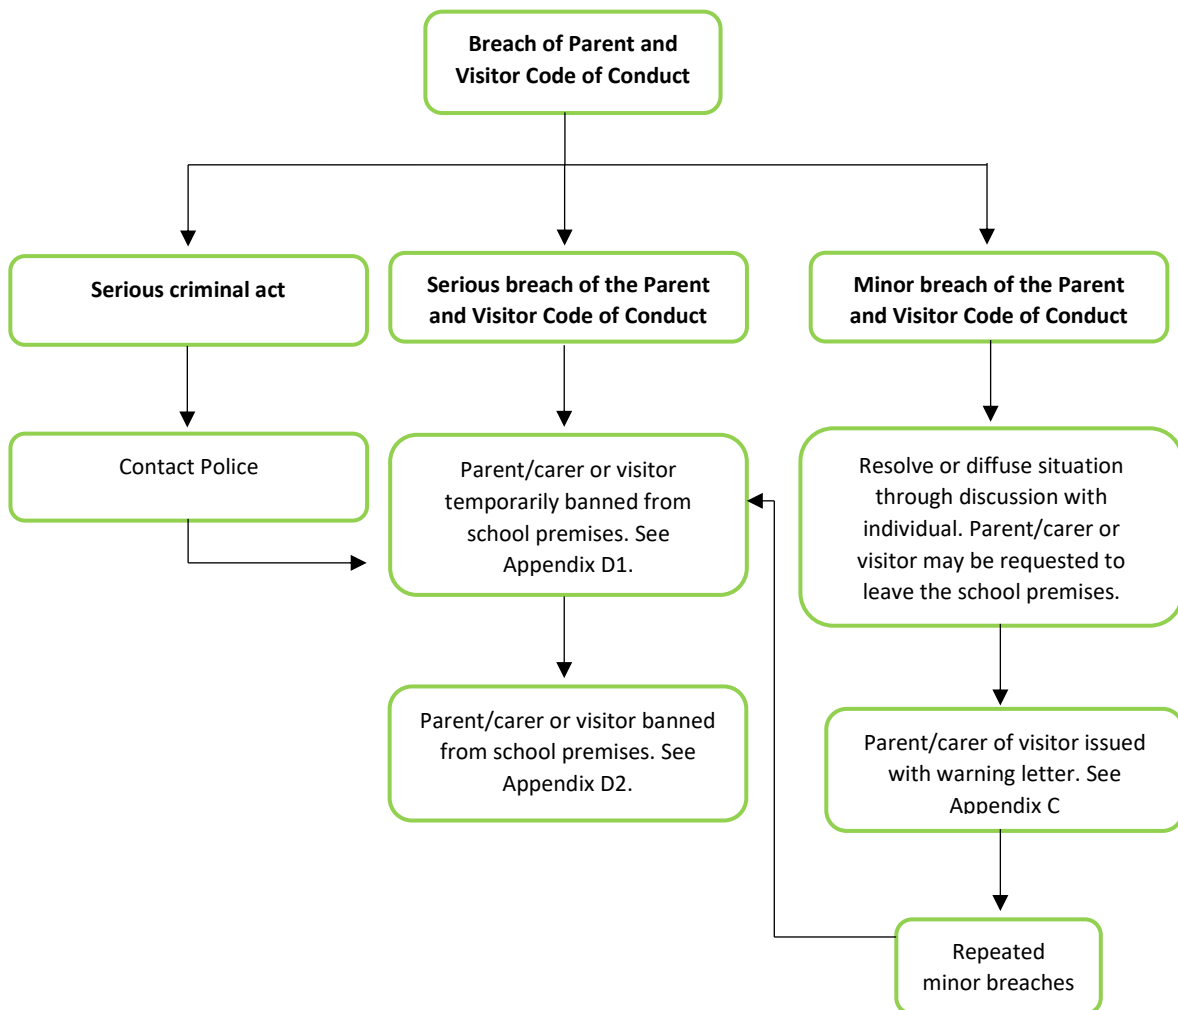 Breach of Parent and
Visitor Code of Conduct
Serious criminal act
Serious breach of the Parent
and Visitor Code of Conduct
Minor breach of the Parent
and Visitor Code of Conduct
Contact Police
Parent/carer or visitor
temporarily banned from
school premises. See
Appendix D1.
Resolve or diffuse situation
through discussion with
individual. Parent/carer or
visitor may be requested to
leave the school premises.
Parent/carer or visitor banned
from school premises. See
Appendix D2.
Parent/carer of visitor issued
with warning letter. See
Appendix C
Repeated
minor breaches